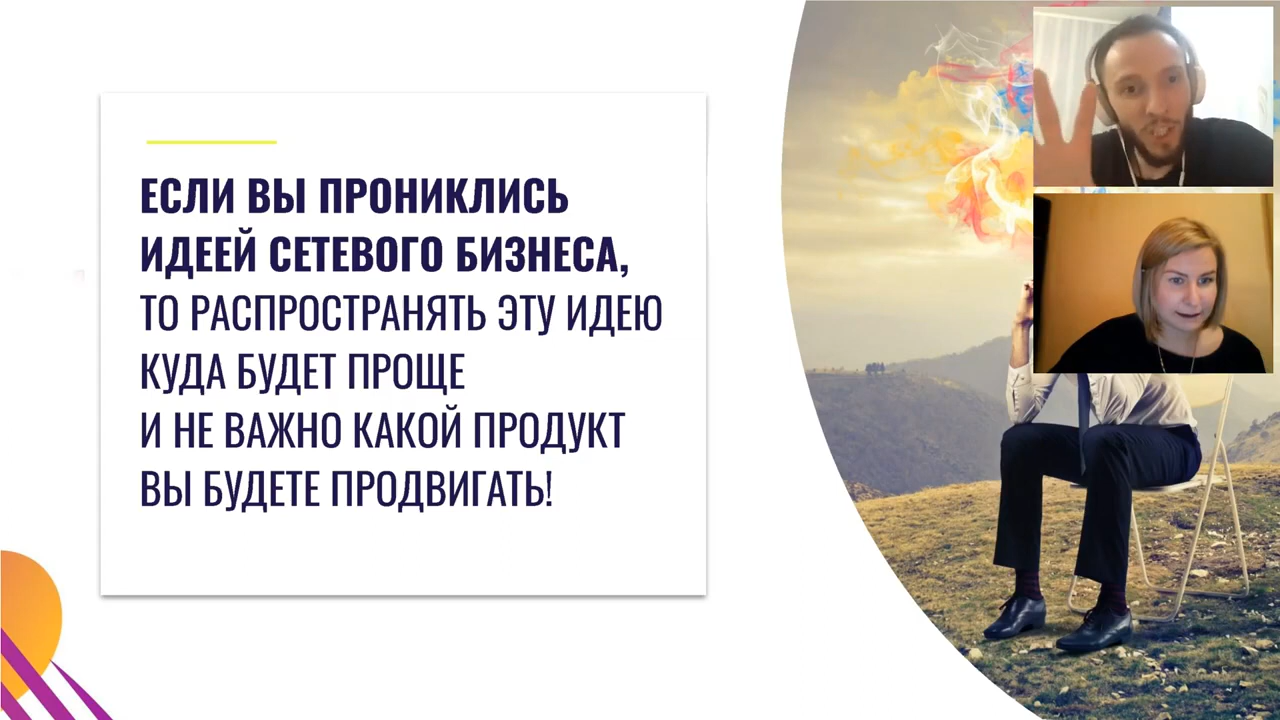 ЕСЛИ ВЫ ПРОНИКЛИСЬ
ИДЕЕЙ СЕТЕВОГО БИЗНЕСА,
ТО РАСПРОСТРАНЯТЬ ЭТУ ИДЕЮ
КУДА БУДЕТ ПРОЩЕ
И НЕ ВАЖНО КАКОЙ ПРОДУКТ
ВЫ БУДЕТЕ ПРОДВИГАТЬ!